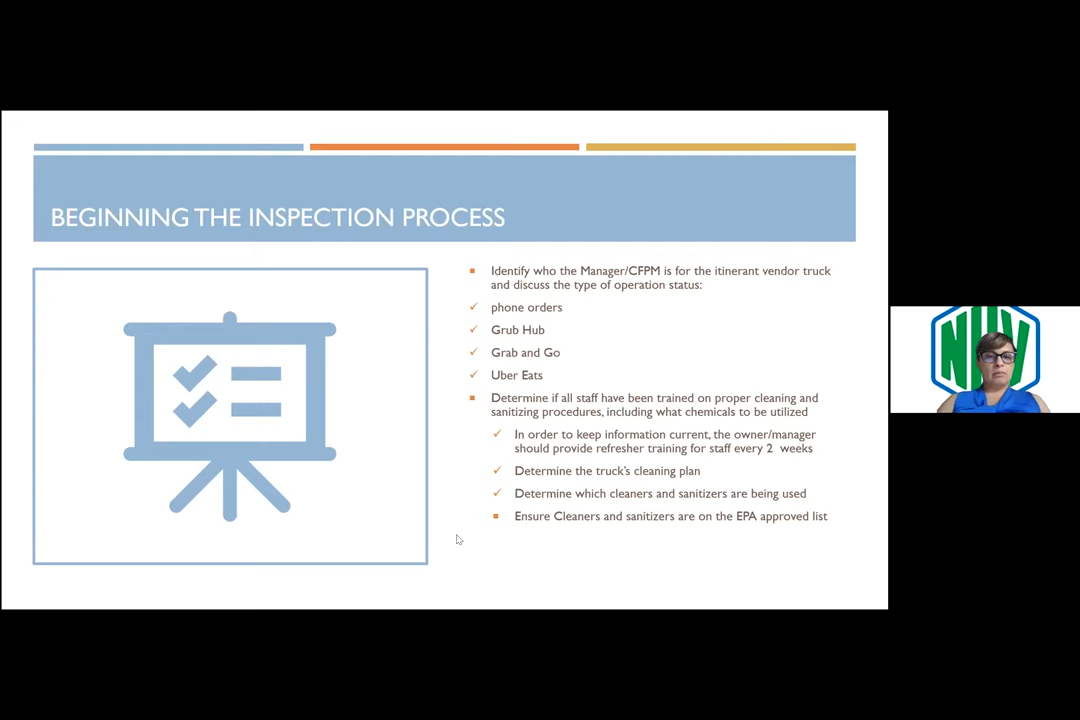 BEGINNING THE INSPECTION PROCESS
Identify who the Manager/CFPM is for the itinerant vendor truck
and discuss the type of operation status:
phone orders
Grub Hub
Grab and Go
Uber Eats
Determine if all staff have been trained on proper cleaning and
sanitizing procedures, including what chemicals to be utilized
In order to keep information current, the owner/manager
should provide refresher training for staff every 2 weeks
Determine the truck's cleaning plan
Determine which cleaners and sanitizers are being used
Ensure Cleaners and sanitizers are on the EPA approved list